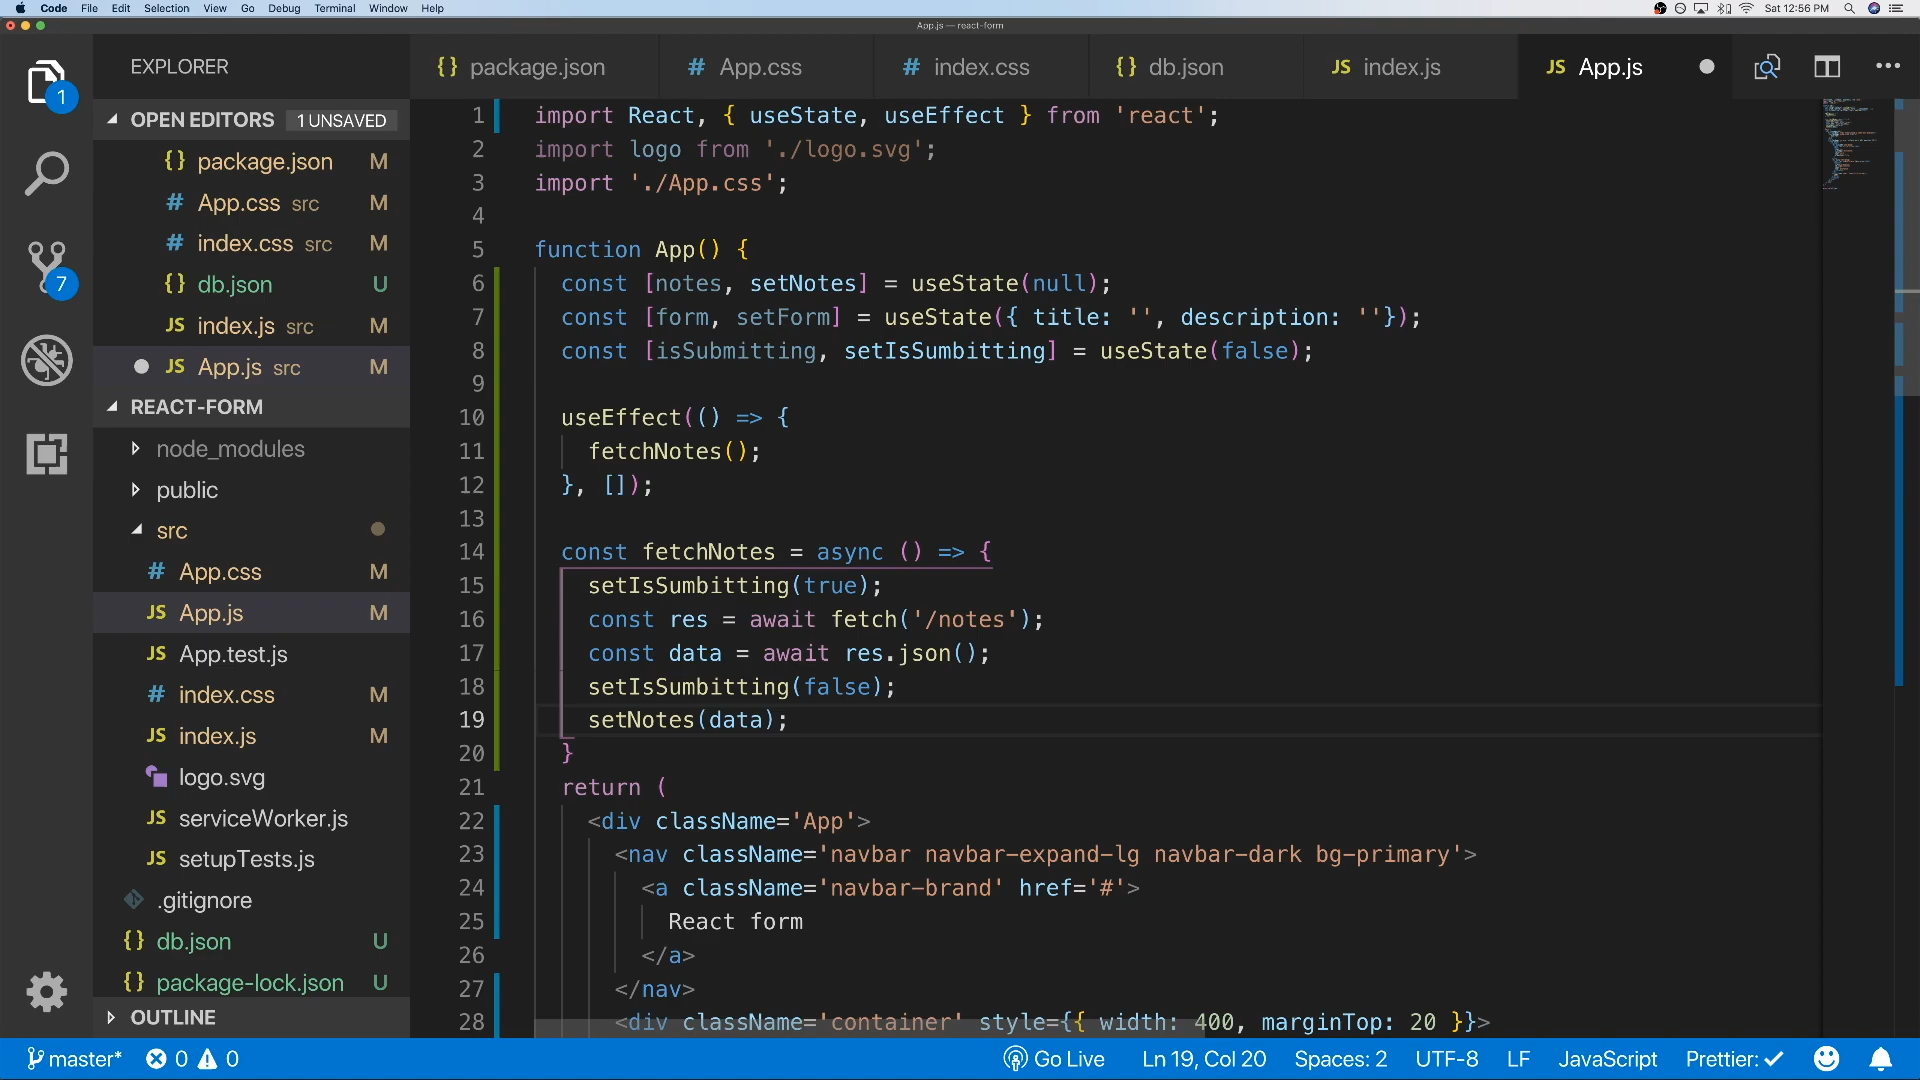 Code File Edit Selection View Go Debug Terminal Window Help
Sat 12:56 PM
App.js — react-form
EXPLORER
{} package.json
# App.css
# index.css
{} db.json
JS index.js
JS App.js
1
OPEN EDITORS 1 UNSAVED
{} package.json M
# App.css src M
# index.css src M
{} db.json U
JS index.js src M
JS App.js src M
7
REACT-FORM
node_modules
public
src
# App.css M
JS App.js M
JS App.test.js
# index.css M
JS index.js M
logo.svg
JS serviceWorker.js
JS setupTests.js
.gitignore
{} db.json U
{} package-lock.json U
OUTLINE
1 import React, { useState, useEffect } from 'react';
2 import logo from './logo.svg';
3 import './App.css';
4
5 function App() {
6 const [notes, setNotes] = useState(null);
7 const [form, setForm] = useState({ title: '', description: ''});
8 const [isSubmitting, setIsSumbitting] = useState(false);
9
10 useEffect(() => {
11 fetchNotes();
12 }, []);
13
14 const fetchNotes = async () => {
15 setIsSumbitting(true);
16 const res = await fetch('/notes');
17 const data = await res.json();
18 setIsSumbitting(false);
19 setNotes(data);
20 }
21 return (
22 <div className='App'>
23 <nav className='navbar navbar-expand-lg navbar-dark bg-primary'>
24 <a className='navbar-brand' href='#'>
25 React form
26 </a>
27 </nav>
28 <div className='container' style={{ width: 400, marginTop: 20 }}>
master* 0 0 Go Live Ln 19, Col 20 Spaces: 2 UTF-8 LF JavaScript Prettier: ✓